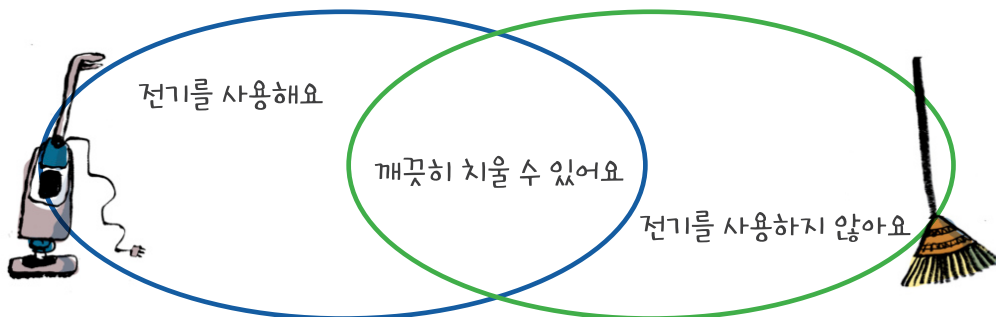 전기를 사용해요
깨끗히 치울 수 있어요
전기를 사용하지 않아요